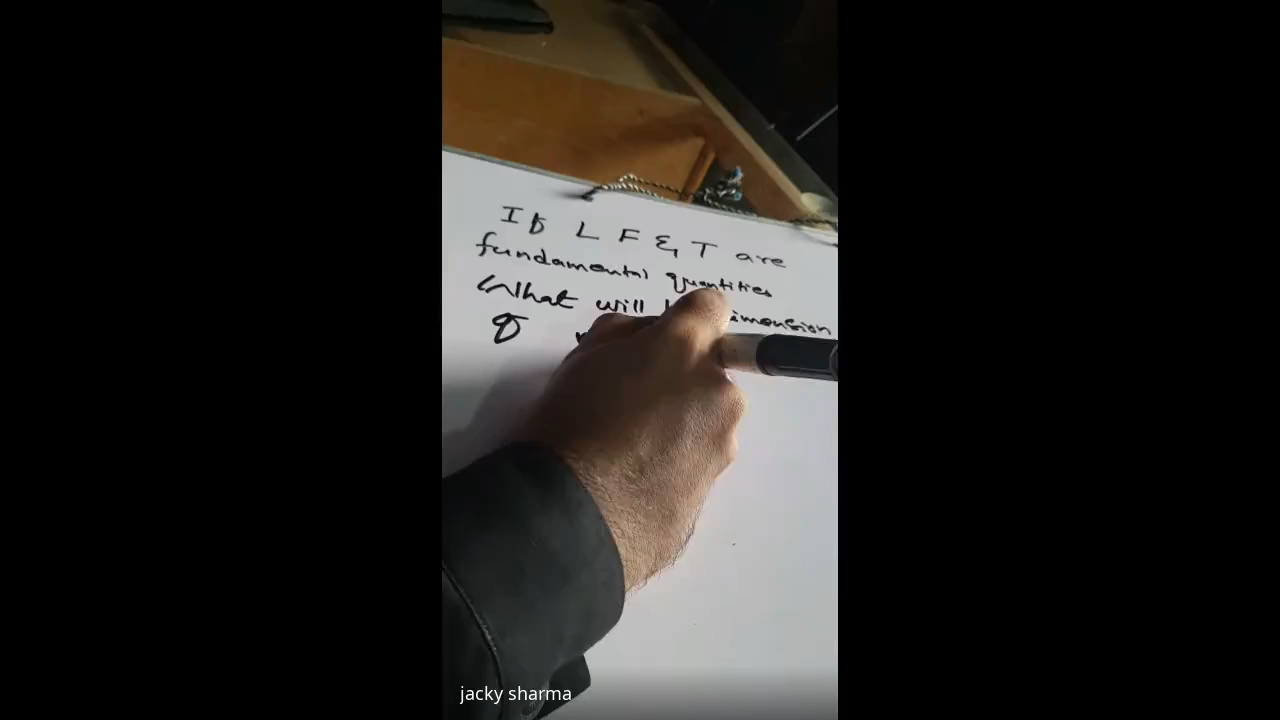 If L F & T are
fundamental quantities
What will
of
jacky sharma